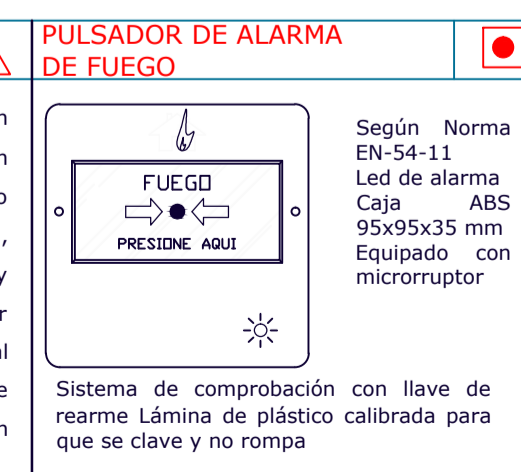 PULSADOR DE ALARMA
DE FUEGO
FUEGO
PRESIONE AQUI
Según Norma
EN-54-11
Led de alarma
Caja ABS
95x95x35 mm
Equipado con
microrruptor
Sistema de comprobación con llave de
rearme Lámina de plástico calibrada para
que se clave y no rompa